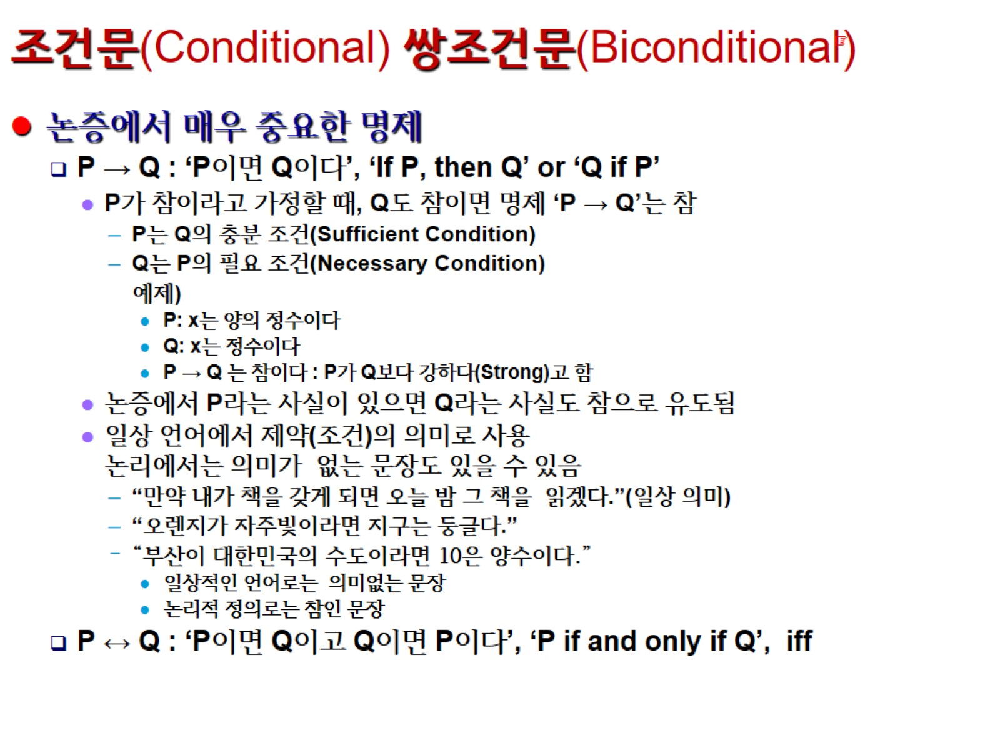 조건문(Conditional) 쌍조건문(Biconditional)
● 논증에서 매우 중요한 명제
❑ P → Q : ‘P이면 Q이다’, ‘If P, then Q’ or ‘Q if P’
● P가 참이라고 가정할 때, Q도 참이면 명제 ‘P → Q’는 참
– P는 Q의 충분 조건(Sufficient Condition)
– Q는 P의 필요 조건(Necessary Condition)
예제)
● P: x는 양의 정수이다
● Q: x는 정수이다
● P → Q 는 참이다 : P가 Q보다 강하다(Strong)고 함
● 논증에서 P라는 사실이 있으면 Q라는 사실도 참으로 유도됨
● 일상 언어에서 제약(조건)의 의미로 사용
논리에서는 의미가 없는 문장도 있을 수 있음
– “만약 내가 책을 갖게 되면 오늘 밤 그 책을 읽겠다.”(일상 의미)
– “오렌지가 자주빛이라면 지구는 둥글다.”
– “부산이 대한민국의 수도이라면 10은 양수이다.”
● 일상적인 언어로는 의미없는 문장
● 논리적 정의로는 참인 문장
❑ P ↔ Q : ‘P이면 Q이고 Q이면 P이다’, ‘P if and only if Q’, iff